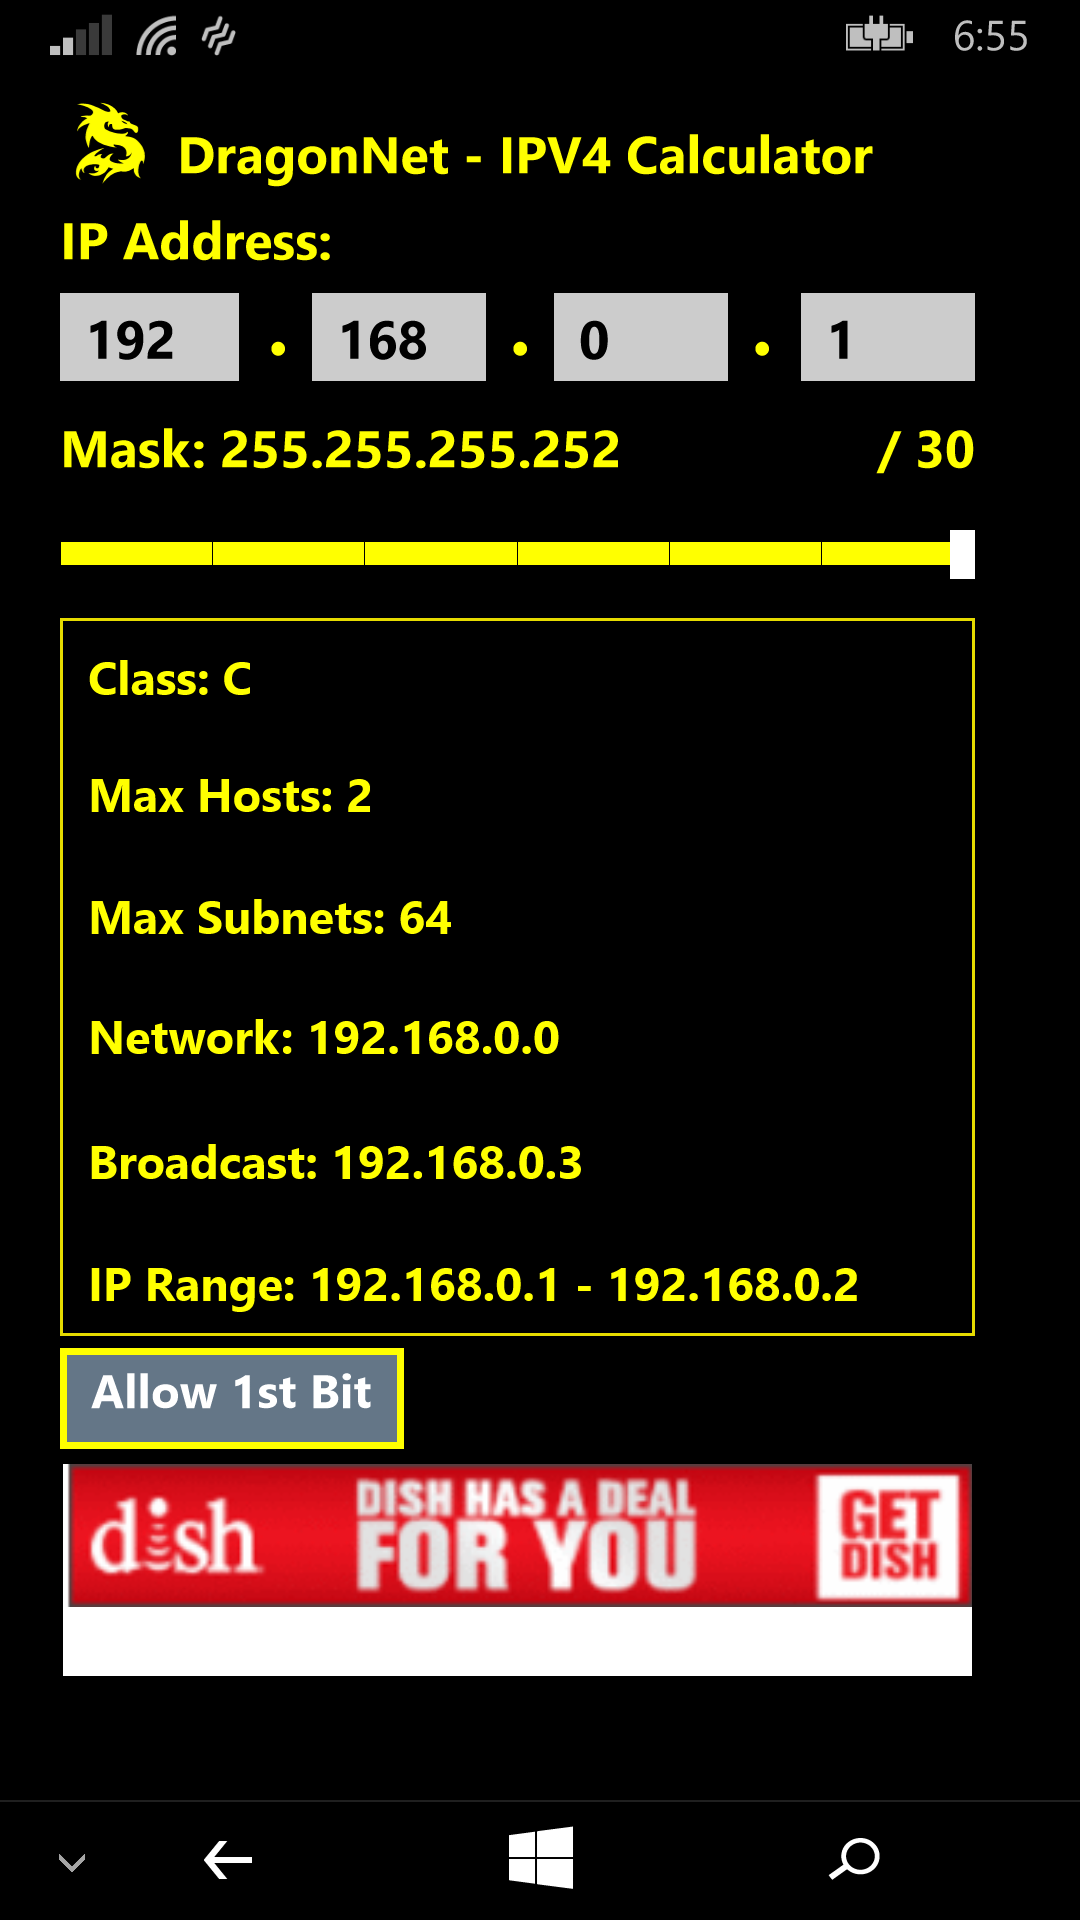 6:55
DragonNet - IPV4 Calculator
IP Address:
192 . 168 . 0 . 1
Mask: 255.255.255.252 / 30
Class: C
Max Hosts: 2
Max Subnets: 64
Network: 192.168.0.0
Broadcast: 192.168.0.3
IP Range: 192.168.0.1 - 192.168.0.2
Allow 1st Bit
dish DISH HAS A DEAL GET
FOR YOU DISH